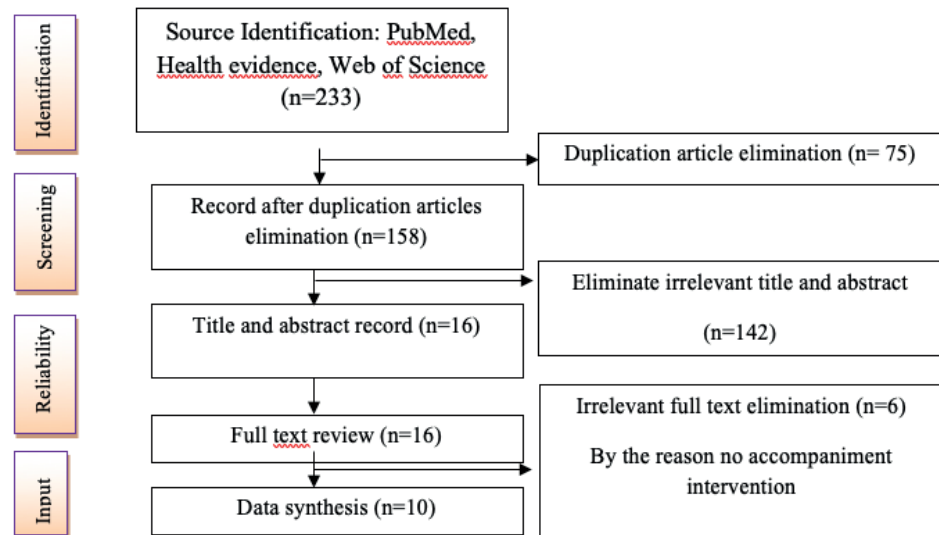 Identification
Source Identification: PubMed,
Health evidence, Web of Science
(n=233)
Duplication article elimination (n= 75)
Screening
Record after duplication articles
elimination (n=158)
Eliminate irrelevant title and abstract
(n=142)
Reliability
Title and abstract record (n=16)
Full text review (n=16)
Irrelevant full text elimination (n=6)
By the reason no accompaniment
intervention
Input
Data synthesis (n=10)